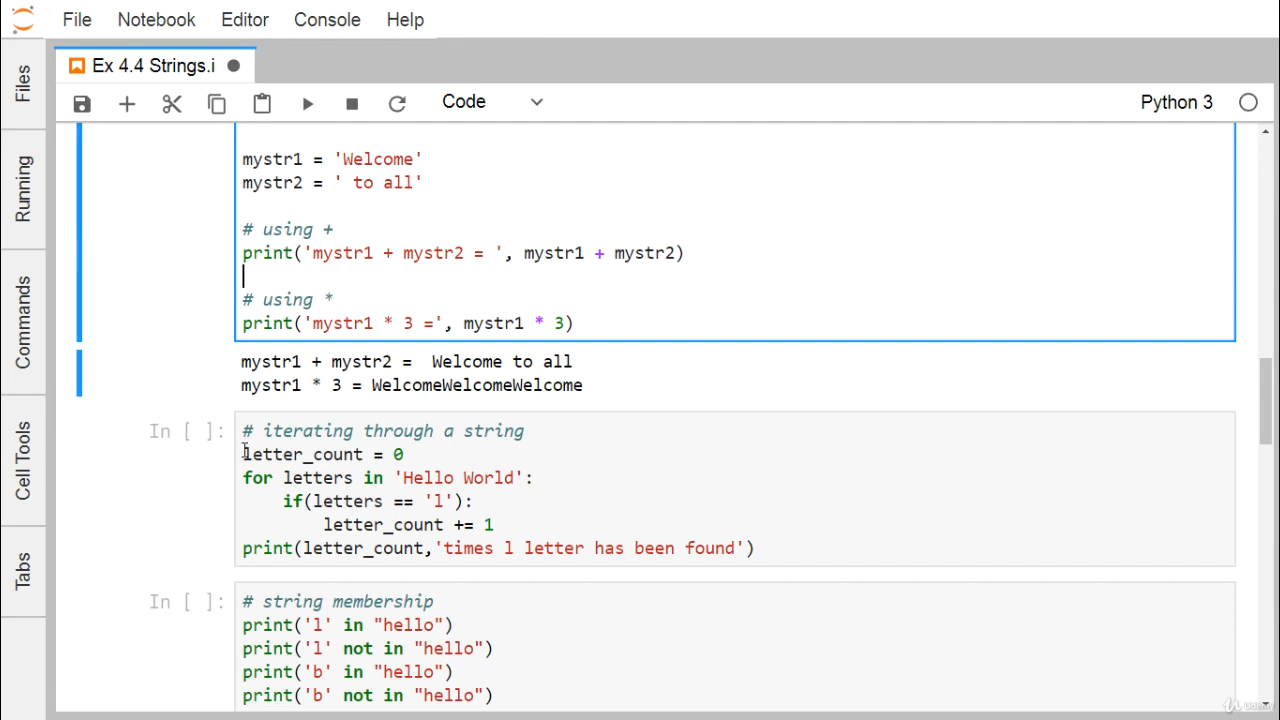 File Notebook Editor Console Help
Ex 4.4 Strings.i
Code Python 3
Files
Running
Commands
Cell Tools
Tabs
mystr1 = 'Welcome'
mystr2 = ' to all'
# using +
print('mystr1 + mystr2 = ', mystr1 + mystr2)
# using *
print('mystr1 * 3 =', mystr1 * 3)
mystr1 + mystr2 =  Welcome to all
mystr1 * 3 = WelcomeWelcomeWelcome
In [ ]: # iterating through a string
letter_count = 0
for letters in 'Hello World':
    if(letters == 'l'):
        letter_count += 1
print(letter_count,'times l letter has been found')
In [ ]: # string membership
print('l' in "hello")
print('l' not in "hello")
print('b' in "hello")
print('b' not in "hello")
Udemy